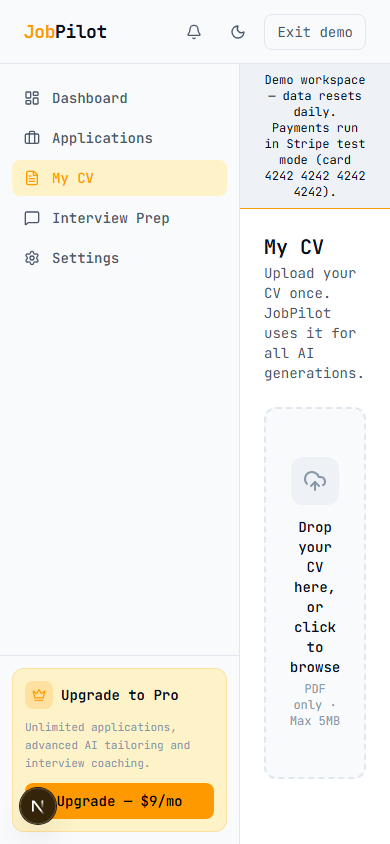 JobPilot
Exit demo
Dashboard
Applications
My CV
Interview Prep
Settings
Upgrade to Pro
Unlimited applications,
advanced AI tailoring and
interview coaching.
Upgrade — $9/mo
N
Demo workspace
— data resets
daily.
Payments run
in Stripe test
mode (card
4242 4242 4242
4242).
My CV
Upload your
CV once.
JobPilot
uses it for
all AI
generations.
Drop
your
CV
here,
or
click
to
browse
PDF
only ·
Max 5MB